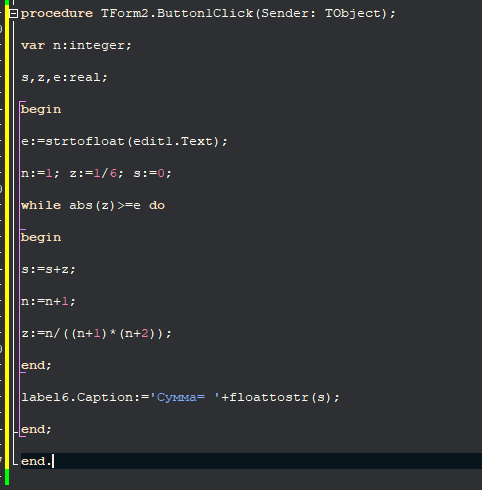 procedure TForm2.Button1Click(Sender: TObject);
var n:integer;
s,z,e:real;
begin
e:=strtofloat(edit1.Text);
n:=1; z:=1/6; s:=0;
while abs(z)>=e do
begin
s:=s+z;
n:=n+1;
z:=n/((n+1)*(n+2));
end;
label6.Caption:='Сумма= '+floattostr(s);
end;
end.